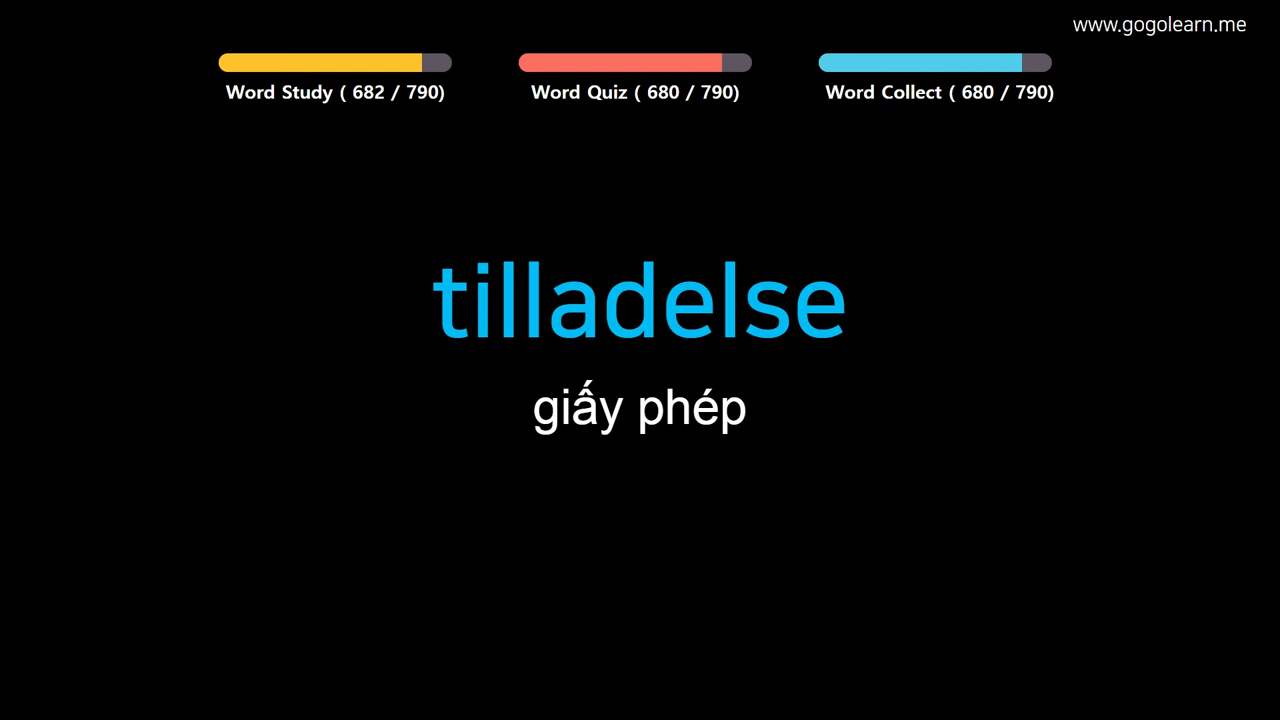 www.gogolearn.me
Word Study ( 682 / 790)
Word Quiz ( 680 / 790)
Word Collect ( 680 / 790)
tilladelse
giấy phép